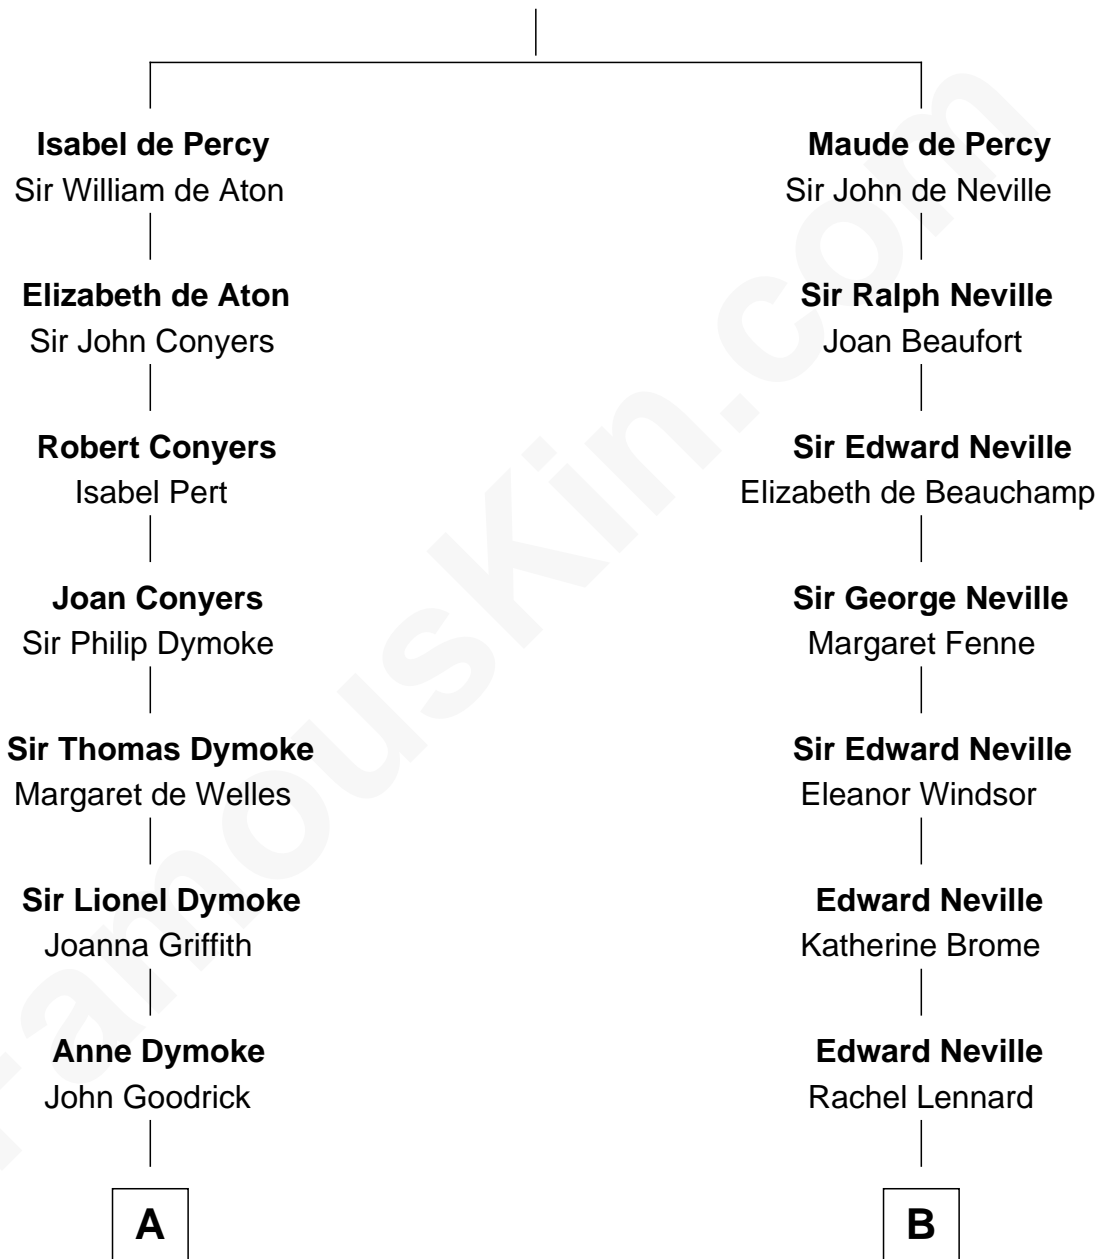 Isabel de Percy
Sir William de Aton
Elizabeth de Aton
Sir John Conyers
Robert Conyers
Isabel Pert
Joan Conyers
Sir Philip Dymoke
Sir Thomas Dymoke
Margaret de Welles
Sir Lionel Dymoke
Joanna Griffith
Anne Dymoke
John Goodrick
A
Maude de Percy
Sir John de Neville
Sir Ralph Neville
Joan Beaufort
Sir Edward Neville
Elizabeth de Beauchamp
Sir George Neville
Margaret Fenne
Sir Edward Neville
Eleanor Windsor
Edward Neville
Katherine Brome
Edward Neville
Rachel Lennard
B
FamousKin.com